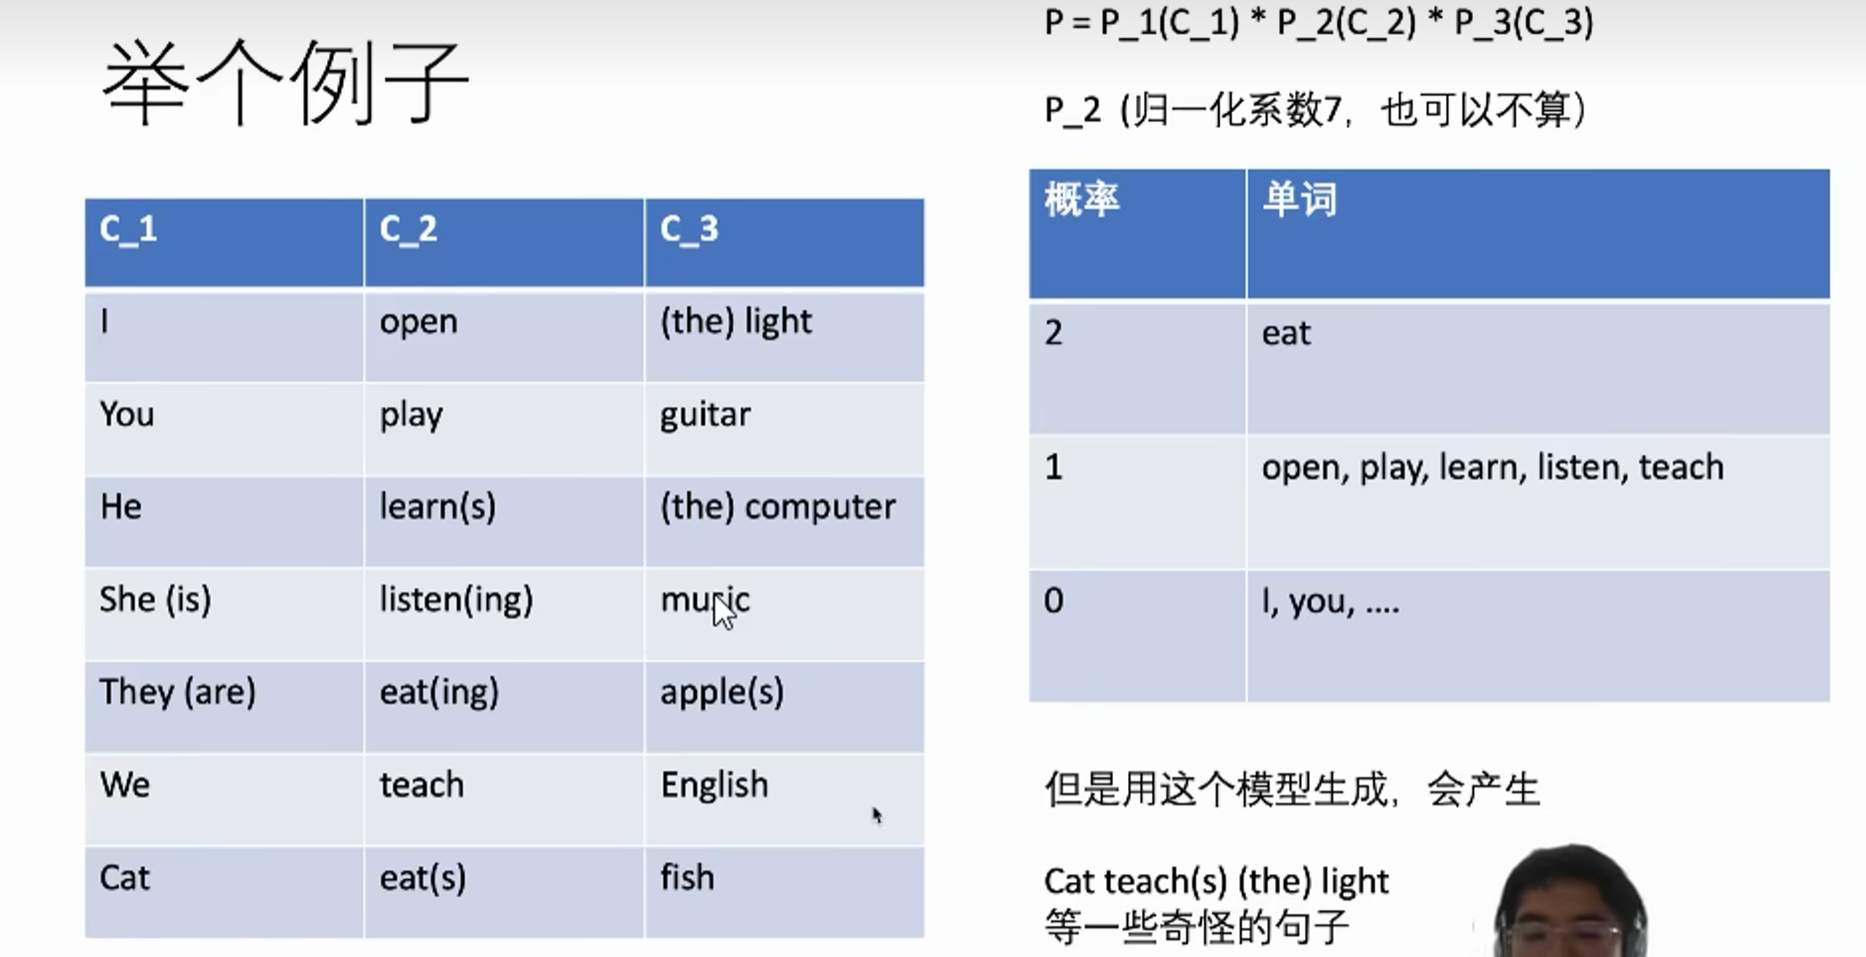 举个例子
C_1 C_2 C_3
I open (the) light
You play guitar
He learn(s) (the) computer
She (is) listen(ing) music
They (are) eat(ing) apple(s)
We teach English
Cat eat(s) fish
P = P_1(C_1) * P_2(C_2) * P_3(C_3)
P_2 (归一化系数7，也可以不算）
概率 单词
2 eat
1 open, play, learn, listen, teach
0 I, you, ....
但是用这个模型生成，会产生
Cat teach(s) (the) light
等一些奇怪的句子